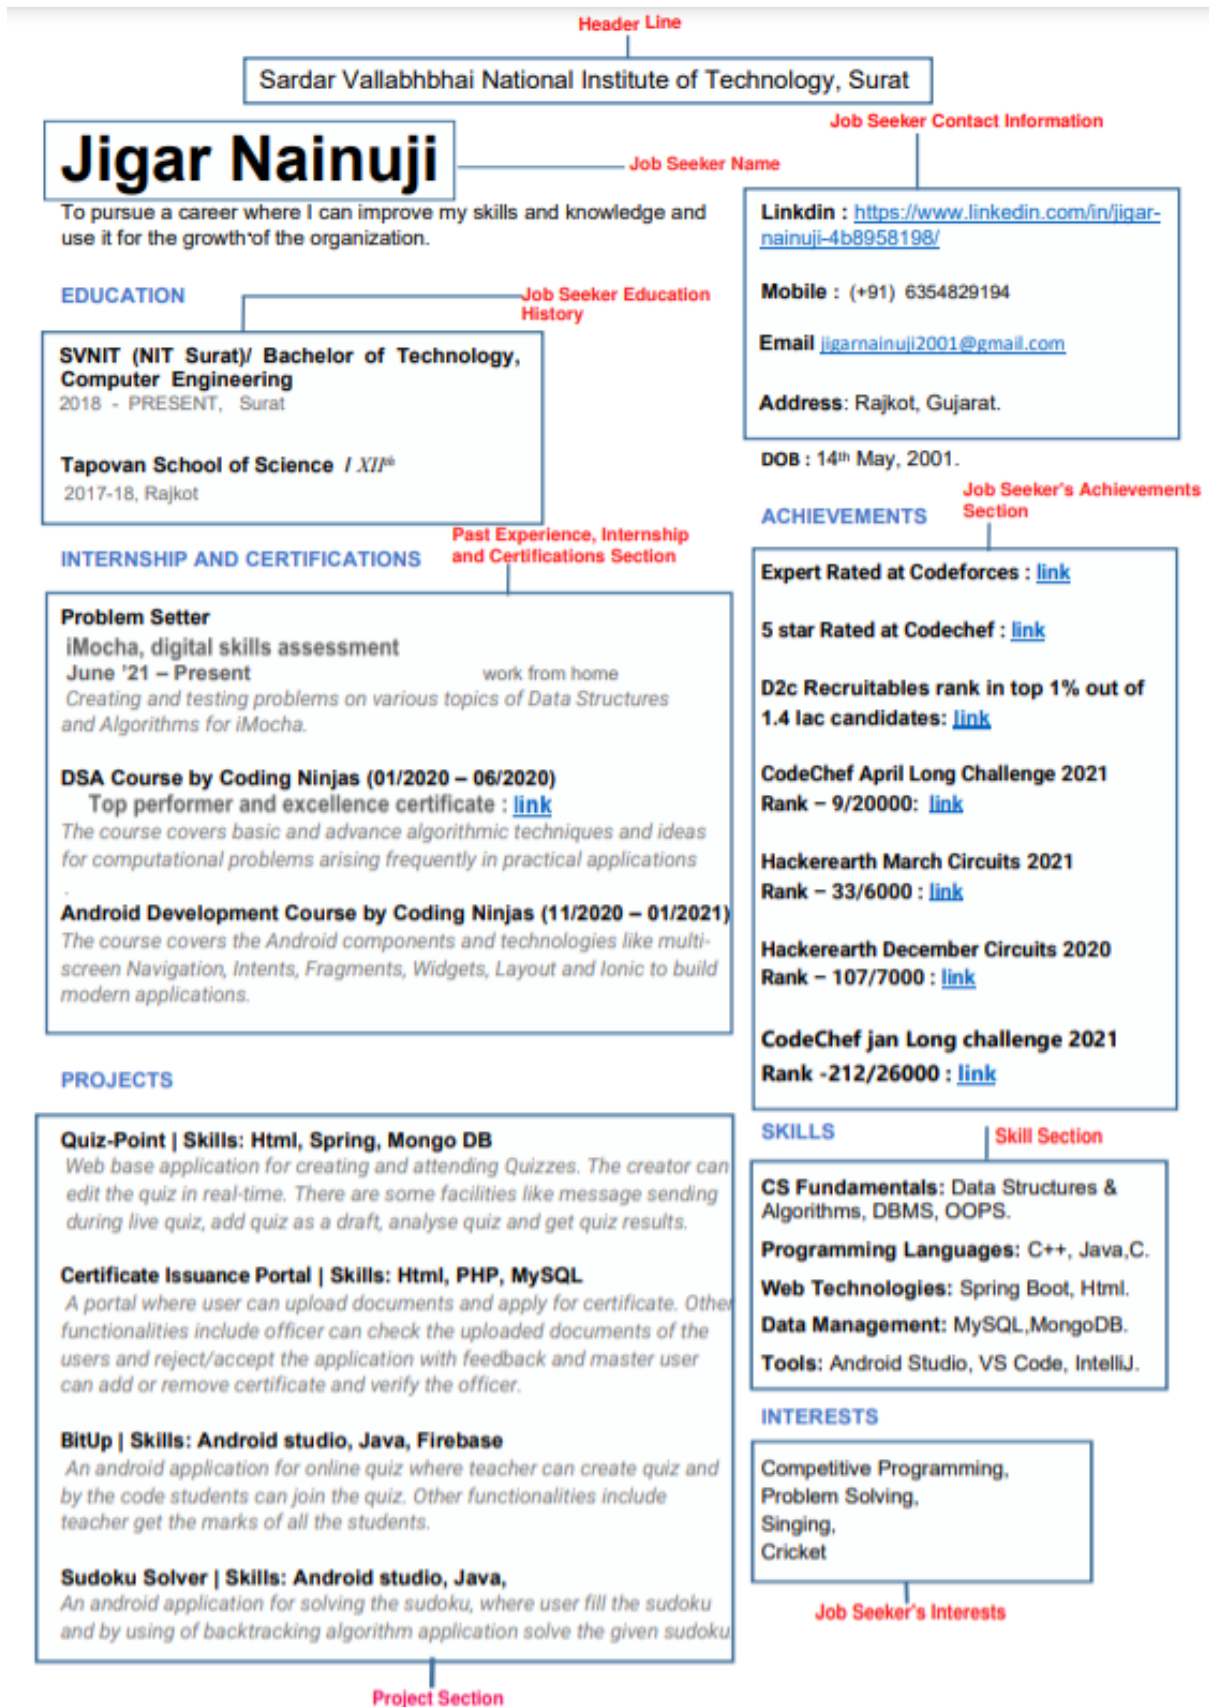 Header Line
Sardar Vallabhbhai National Institute of Technology, Surat
Jigar Nainuji
Job Seeker Name
To pursue a career where I can improve my skills and knowledge and
use it for the growth of the organization.
EDUCATION
Job Seeker Education
History
SVNIT (NIT Surat)/ Bachelor of Technology,
Computer Engineering
2018 - PRESENT, Surat
Tapovan School of Science / XIIth
2017-18, Rajkot
INTERNSHIP AND CERTIFICATIONS
Past Experience, Internship
and Certifications Section
Problem Setter
iMocha, digital skills assessment
June '21 – Present work from home
Creating and testing problems on various topics of Data Structures
and Algorithms for iMocha.
DSA Course by Coding Ninjas (01/2020 – 06/2020)
Top performer and excellence certificate : link
The course covers basic and advance algorithmic techniques and ideas
for computational problems arising frequently in practical applications
.
Android Development Course by Coding Ninjas (11/2020 – 01/2021)
The course covers the Android components and technologies like multi-
screen Navigation, Intents, Fragments, Widgets, Layout and Ionic to build
modern applications.
PROJECTS
Quiz-Point | Skills: Html, Spring, Mongo DB
Web base application for creating and attending Quizzes. The creator can
edit the quiz in real-time. There are some facilities like message sending
during live quiz, add quiz as a draft, analyse quiz and get quiz results.
Certificate Issuance Portal | Skills: Html, PHP, MySQL
A portal where user can upload documents and apply for certificate. Other
functionalities include officer can check the uploaded documents of the
users and reject/accept the application with feedback and master user
can add or remove certificate and verify the officer.
BitUp | Skills: Android studio, Java, Firebase
An android application for online quiz where teacher can create quiz and
by the code students can join the quiz. Other functionalities include
teacher get the marks of all the students.
Sudoku Solver | Skills: Android studio, Java,
An android application for solving the sudoku, where user fill the sudoku
and by using of backtracking algorithm application solve the given sudoku
Project Section
Job Seeker Contact Information
Linkdin : https://www.linkedin.com/in/jigar-
nainuji-4b8958198/
Mobile : (+91) 6354829194
Email jigarnainuji2001@gmail.com
Address: Rajkot, Gujarat.
DOB : 14th May, 2001.
Job Seeker's Achievements
Section
ACHIEVEMENTS
Expert Rated at Codeforces : link
5 star Rated at Codechef : link
D2c Recruitables rank in top 1% out of
1.4 lac candidates: link
CodeChef April Long Challenge 2021
Rank – 9/20000: link
Hackerearth March Circuits 2021
Rank – 33/6000 : link
Hackerearth December Circuits 2020
Rank – 107/7000 : link
CodeChef jan Long challenge 2021
Rank -212/26000 : link
SKILLS
Skill Section
CS Fundamentals: Data Structures &
Algorithms, DBMS, OOPS.
Programming Languages: C++, Java,C.
Web Technologies: Spring Boot, Html.
Data Management: MySQL,MongoDB.
Tools: Android Studio, VS Code, IntelliJ.
INTERESTS
Competitive Programming,
Problem Solving,
Singing,
Cricket
Job Seeker's Interests